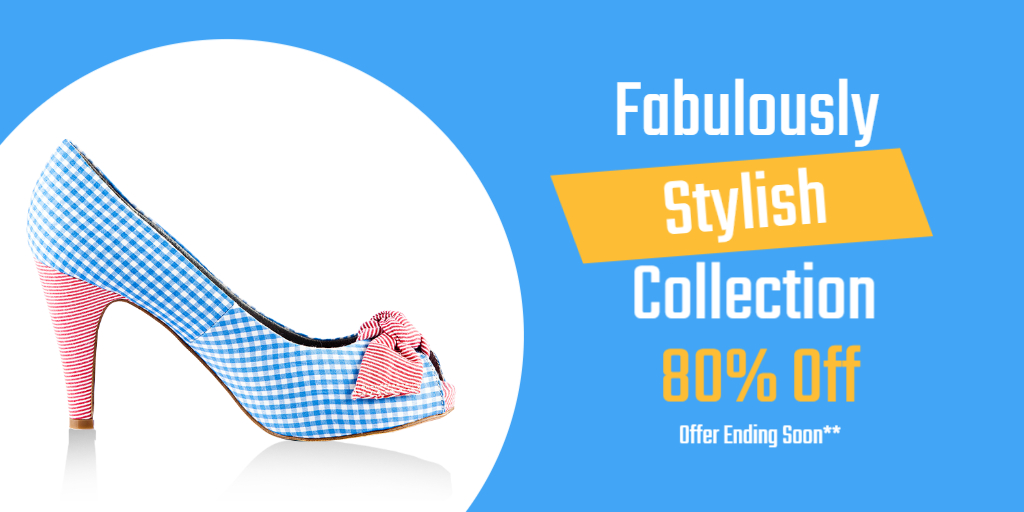 Fabulously
Stylish
Collection
80% Off
Offer Ending Soon**